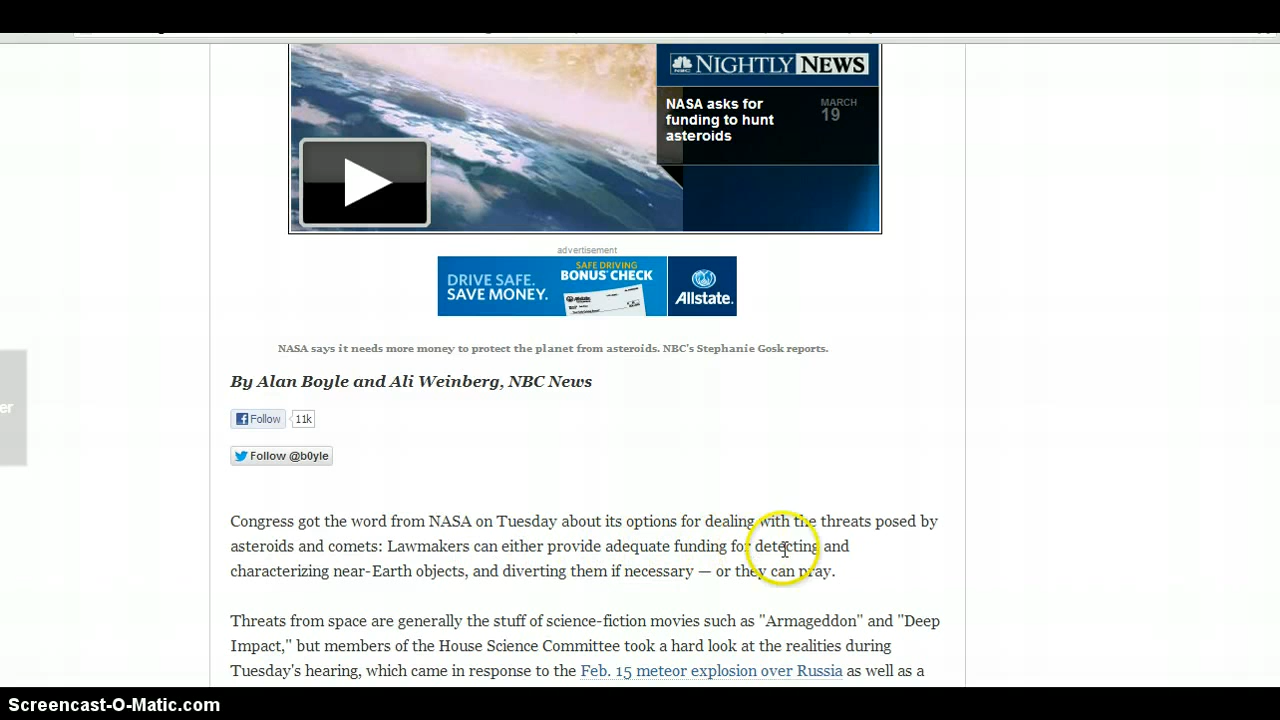 NIGHTLY NEWS
NASA asks for
funding to hunt
asteroids
MARCH
19
advertisement
DRIVE SAFE.
SAVE MONEY.
SAFE DRIVING
BONUS CHECK
Allstate.
NASA says it needs more money to protect the planet from asteroids. NBC's Stephanie Gosk reports.
By Alan Boyle and Ali Weinberg, NBC News
Follow 11k
Follow @b0yle
er
Congress got the word from NASA on Tuesday about its options for dealing with the threats posed by
asteroids and comets: Lawmakers can either provide adequate funding for detecting and
characterizing near-Earth objects, and diverting them if necessary — or they can pray.
Threats from space are generally the stuff of science-fiction movies such as "Armageddon" and "Deep
Impact," but members of the House Science Committee took a hard look at the realities during
Tuesday's hearing, which came in response to the Feb. 15 meteor explosion over Russia as well as a
Screencast-O-Matic.com